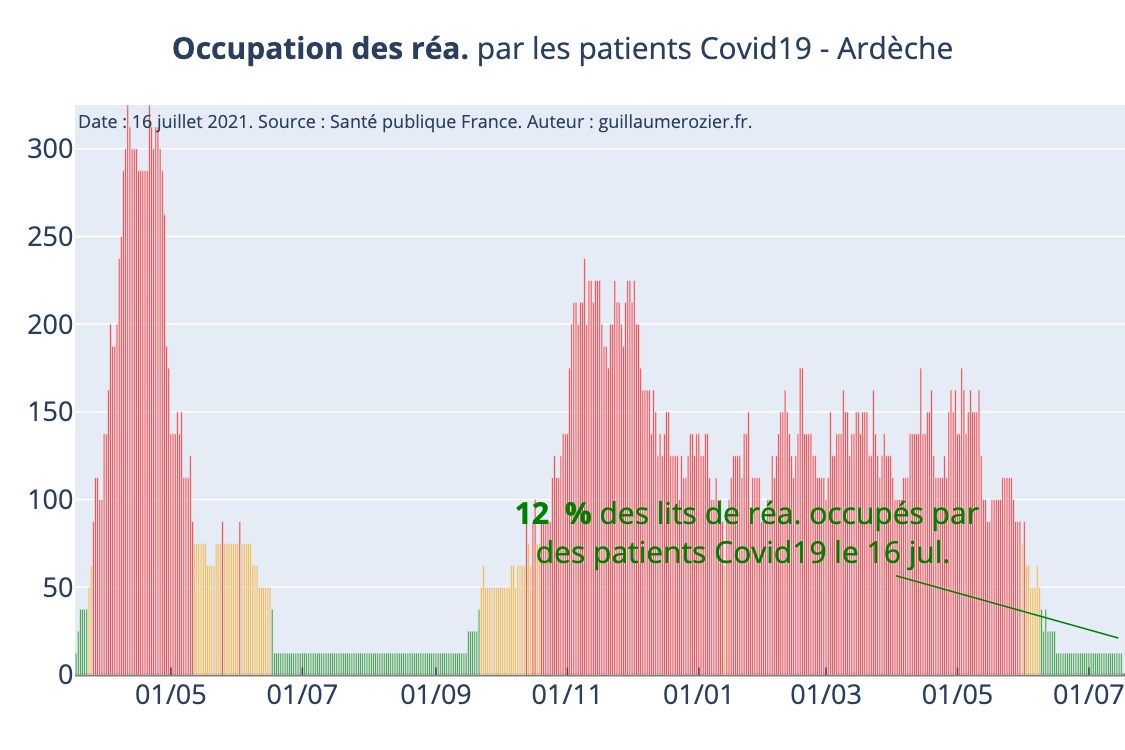 Occupation des réa. par les patients Covid19 - Ardèche
Date : 16 juillet 2021. Source : Santé publique France. Auteur : guillaumerozier.fr.
300
250
200
150
100
12 % des lits de réa. occupés par
des patients Covid19 le 16 jul.
50
0
01/05 01/07 01/09 01/11 01/01 01/03 01/05 01/07